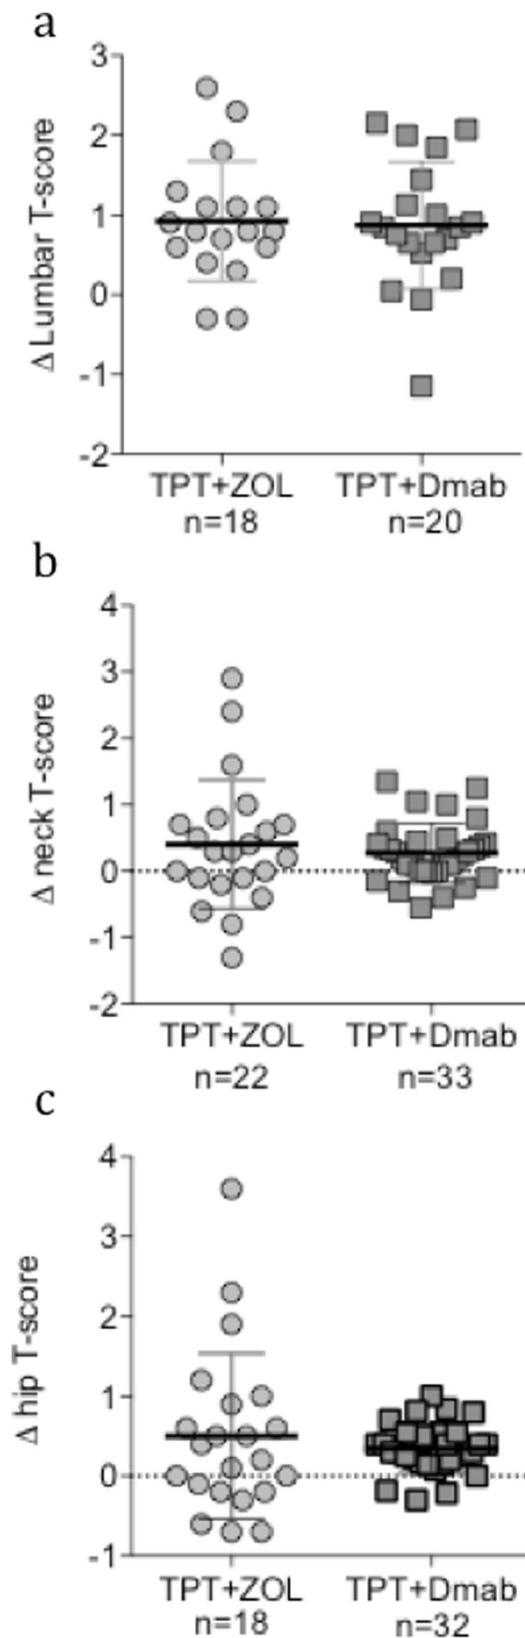 a
3
2
1
0
-1
-2
Δ Lumbar T-score
TPT+ZOL TPT+Dmab
n=18 n=20
b
4
3
2
1
0
-1
-2
Δ neck T-score
TPT+ZOL TPT+Dmab
n=22 n=33
c
4
3
2
1
0
-1
Δ hip T-score
TPT+ZOL TPT+Dmab
n=18 n=32